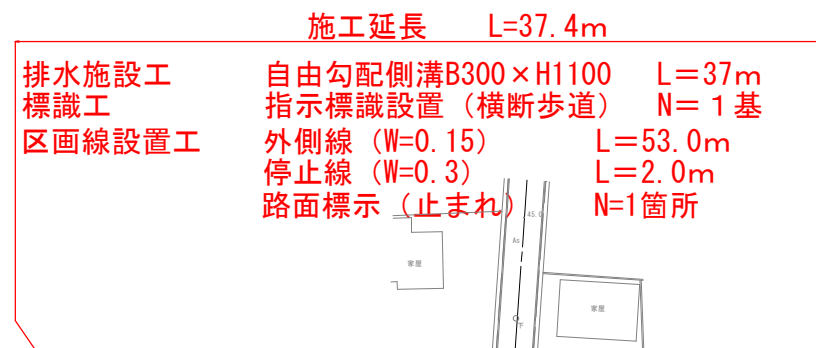 施工延長 L=37.4m
排水施設工 自由勾配側溝B300×H1100 L=37m
標識工 指示標識設置（横断歩道） N=1基
区画線設置工 外側線（W=0.15） L=53.0m
停止線（W=0.3） L=2.0m
路面標示（止まれ） N=1箇所
45.0
As
家屋
家屋
下